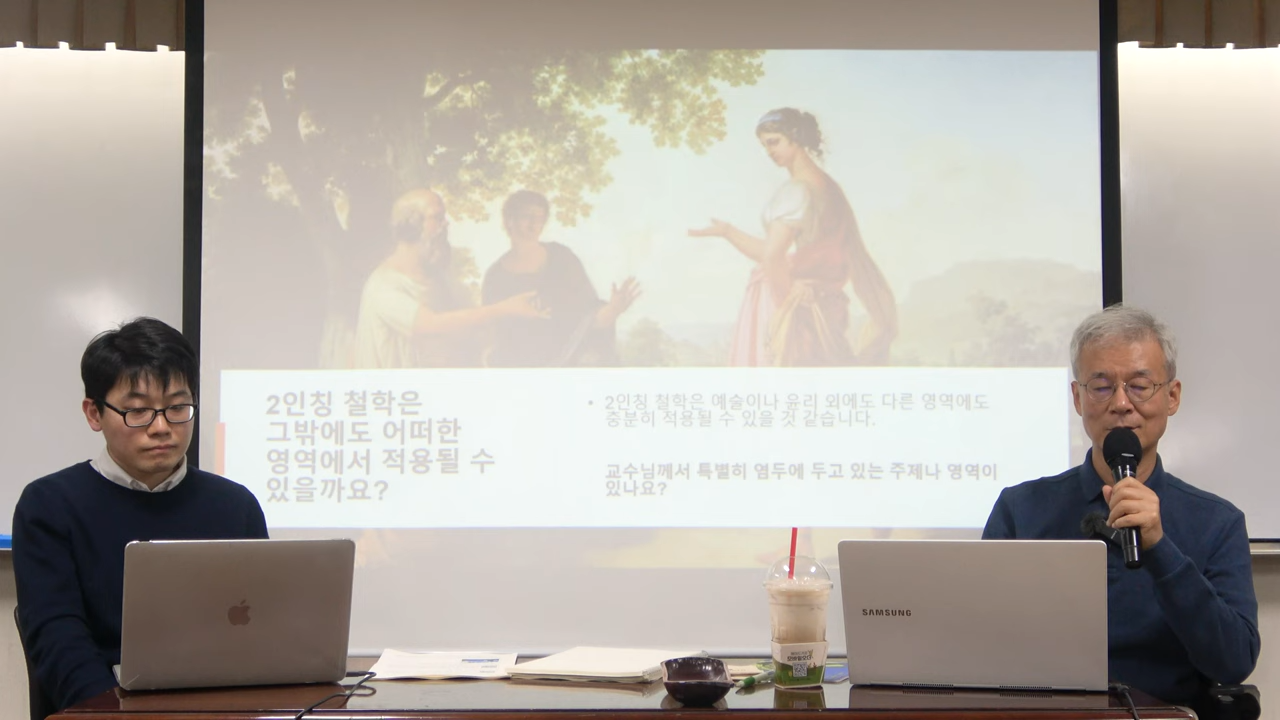 2인칭 철학은
그밖에도 어떠한
영역에서 적용될 수
있을까요?
• 2인칭 철학은 예술이나 윤리 외에도 다른 영역에도
충분히 적용될 수 있을 것 같습니다.
교수님께서 특별히 염두에 두고 있는 주제나 영역이
있나요?
SAMSUNG